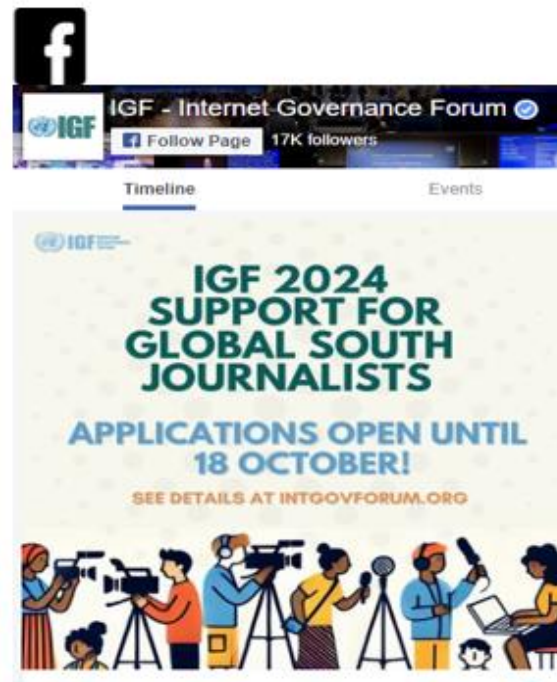 f
IGF
IGF - Internet Governance Forum
Follow Page
17K followers
Timeline
Events
IGF
IGF 2024
SUPPORT FOR
GLOBAL SOUTH
JOURNALISTS
APPLICATIONS OPEN UNTIL
18 OCTOBER!
SEE DETAILS AT INTGOVFORUM.ORG